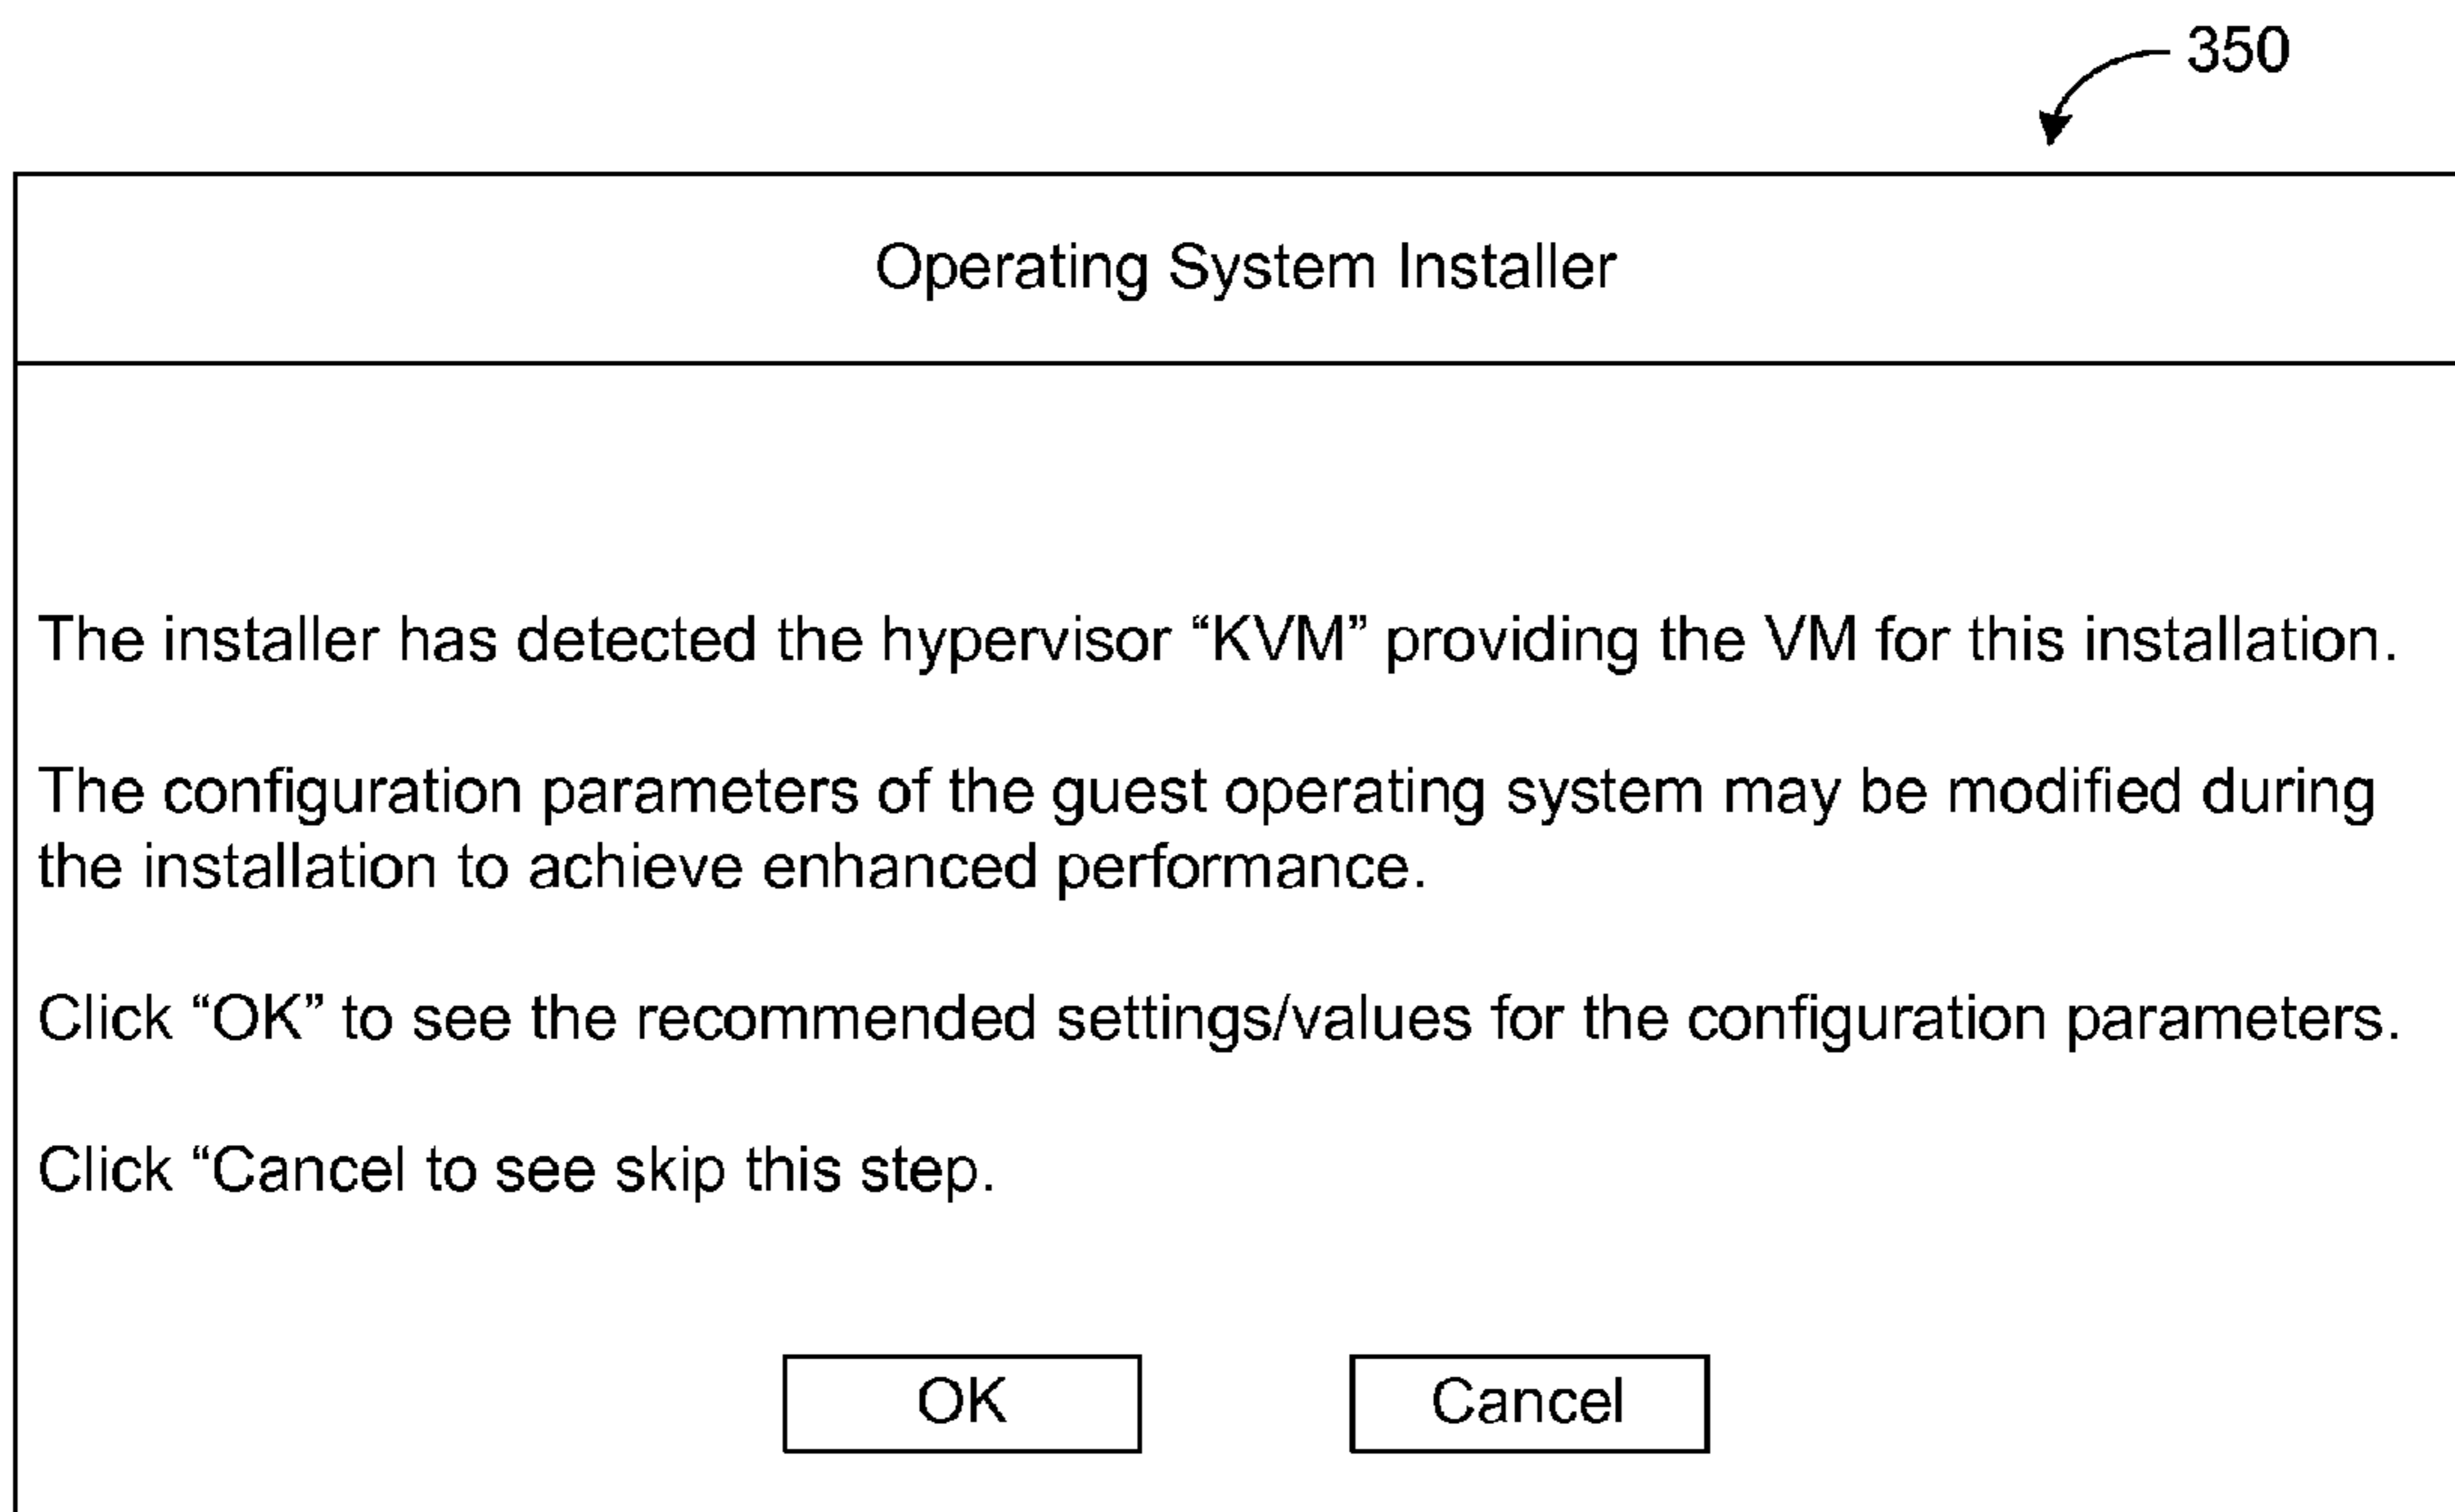 350
Operating System Installer
The installer has detected the hypervisor “KVM” providing the VM for this installation.
The configuration parameters of the guest operating system may be modified during
the installation to achieve enhanced performance.
Click “OK” to see the recommended settings/values for the configuration parameters.
Click “Cancel to see skip this step.
OK
Cancel